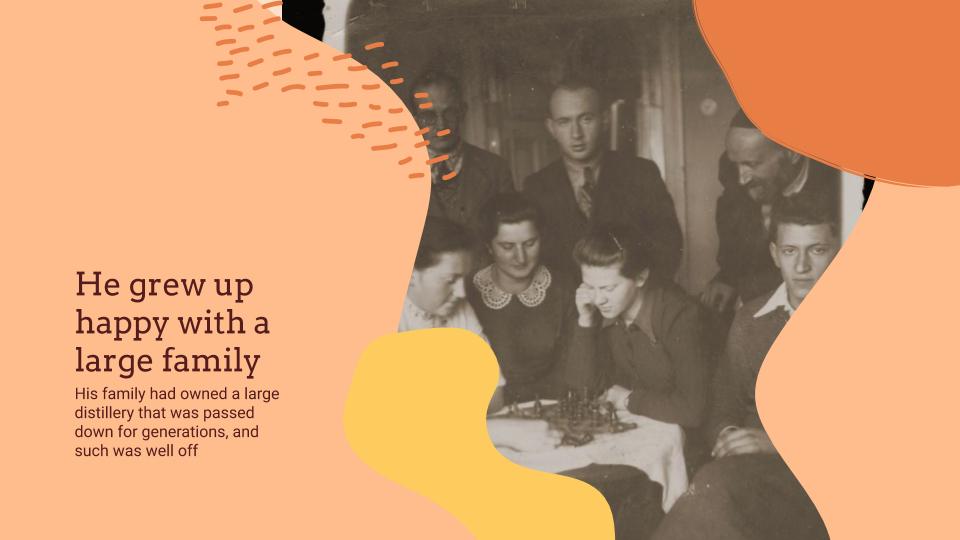 He grew up
happy with a
large family
His family had owned a large
distillery that was passed
down for generations, and
such was well off